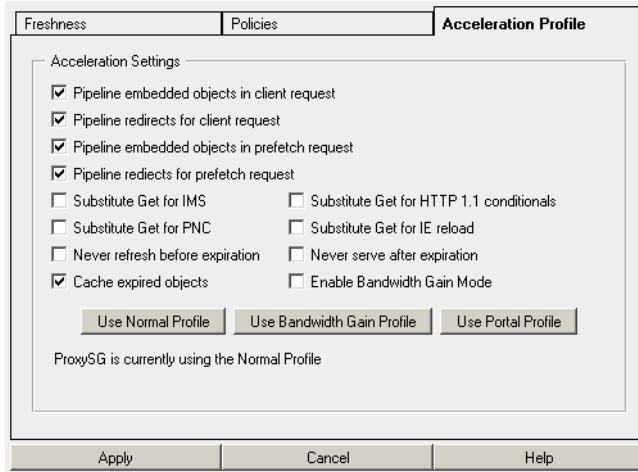 Freshness
Policies
Acceleration Profile
Acceleration Settings
Pipeline embedded objects in client request
Pipeline redirects for client request
Pipeline embedded objects in prefetch request
Pipeline rediects for prefetch request
Substitute Get for IMS
Substitute Get for HTTP 1.1 conditionals
Substitute Get for PNC
Substitute Get for IE reload
Never refresh before expiration
Never serve after expiration
Cache expired objects
Enable Bandwidth Gain Mode
Use Normal Profile
Use Bandwidth Gain Profile
Use Portal Profile
ProxySG is currently using the Normal Profile
Apply
Cancel
Help